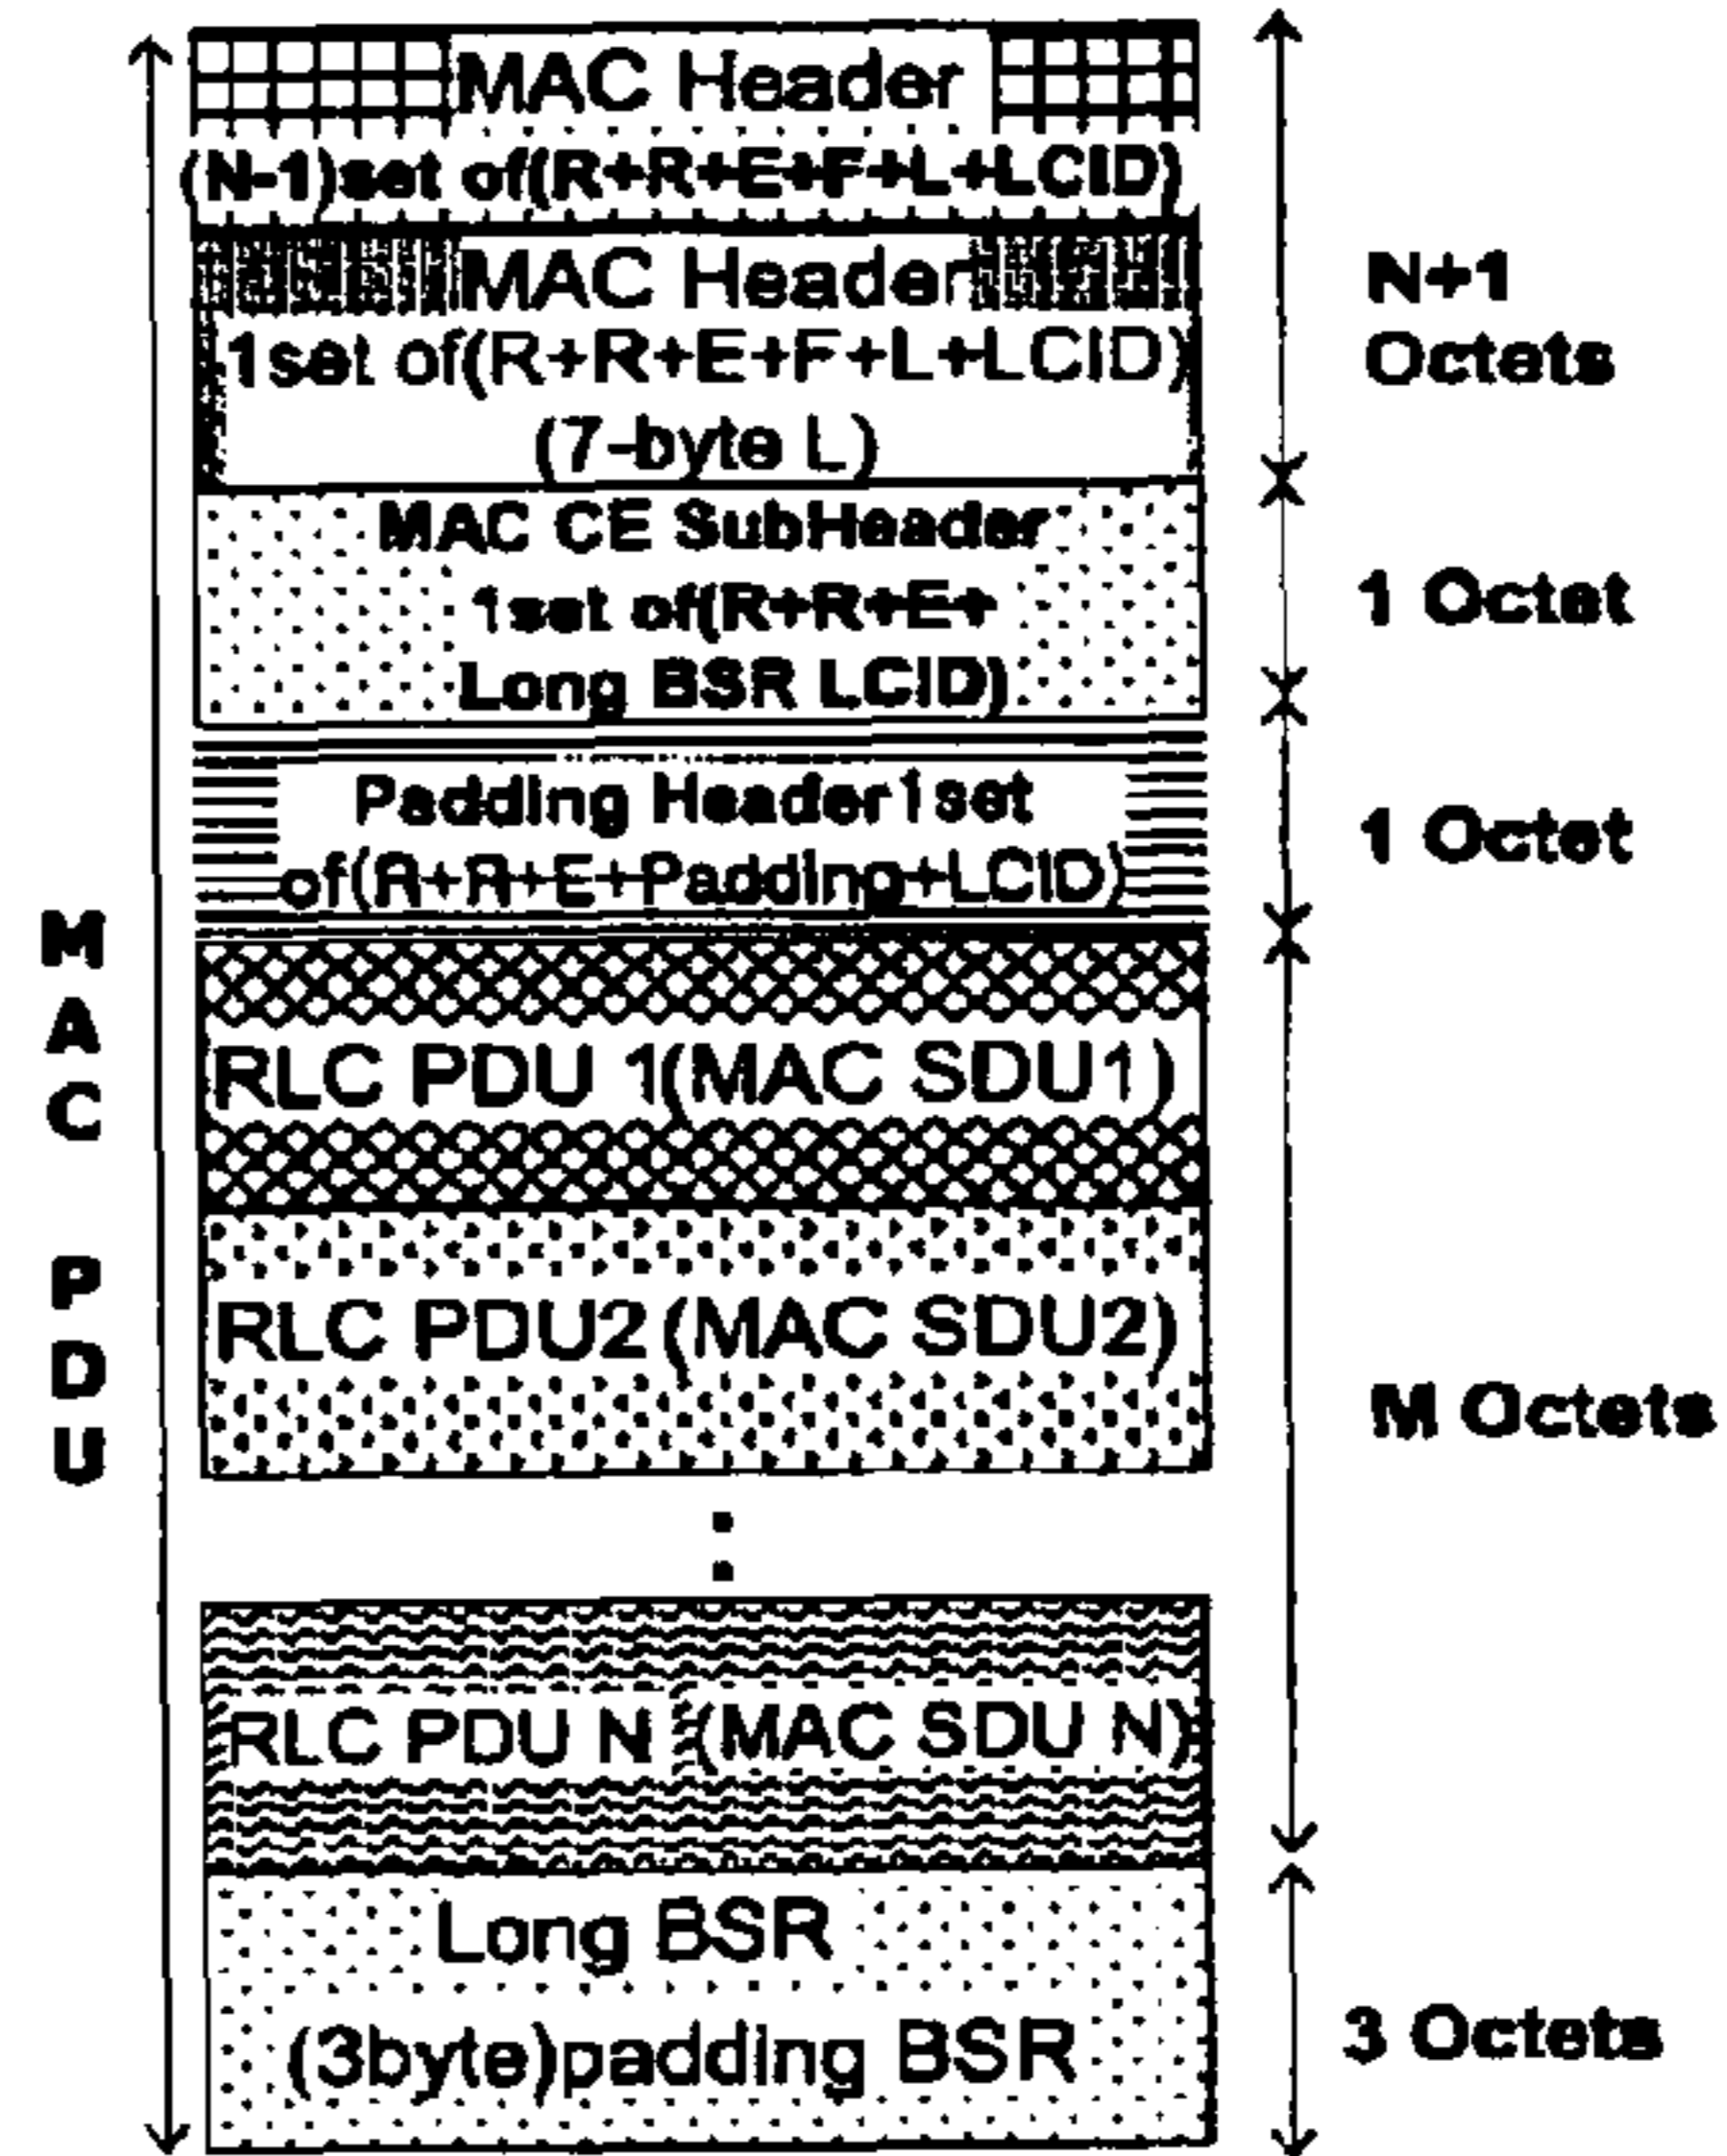 MAC Header
(N-1)set of(R+R+E+F+L+LCID)
MAC Header
1set of(R+R+E+F+L+LCID)
(7-byte L)
N+1
Octets
MAC CE SubHeader
1set of(R+R+E+
Long BSR LCID)
1 Octet
Padding Header1set
of(R+R+E+Padding+LCID)
1 Octet
MAC PDU
RLC PDU 1(MAC SDU1)
RLC PDU2(MAC SDU2)
M Octets
:
RLC PDU N (MAC SDU N)
Long BSR
(3byte)padding BSR
3 Octets